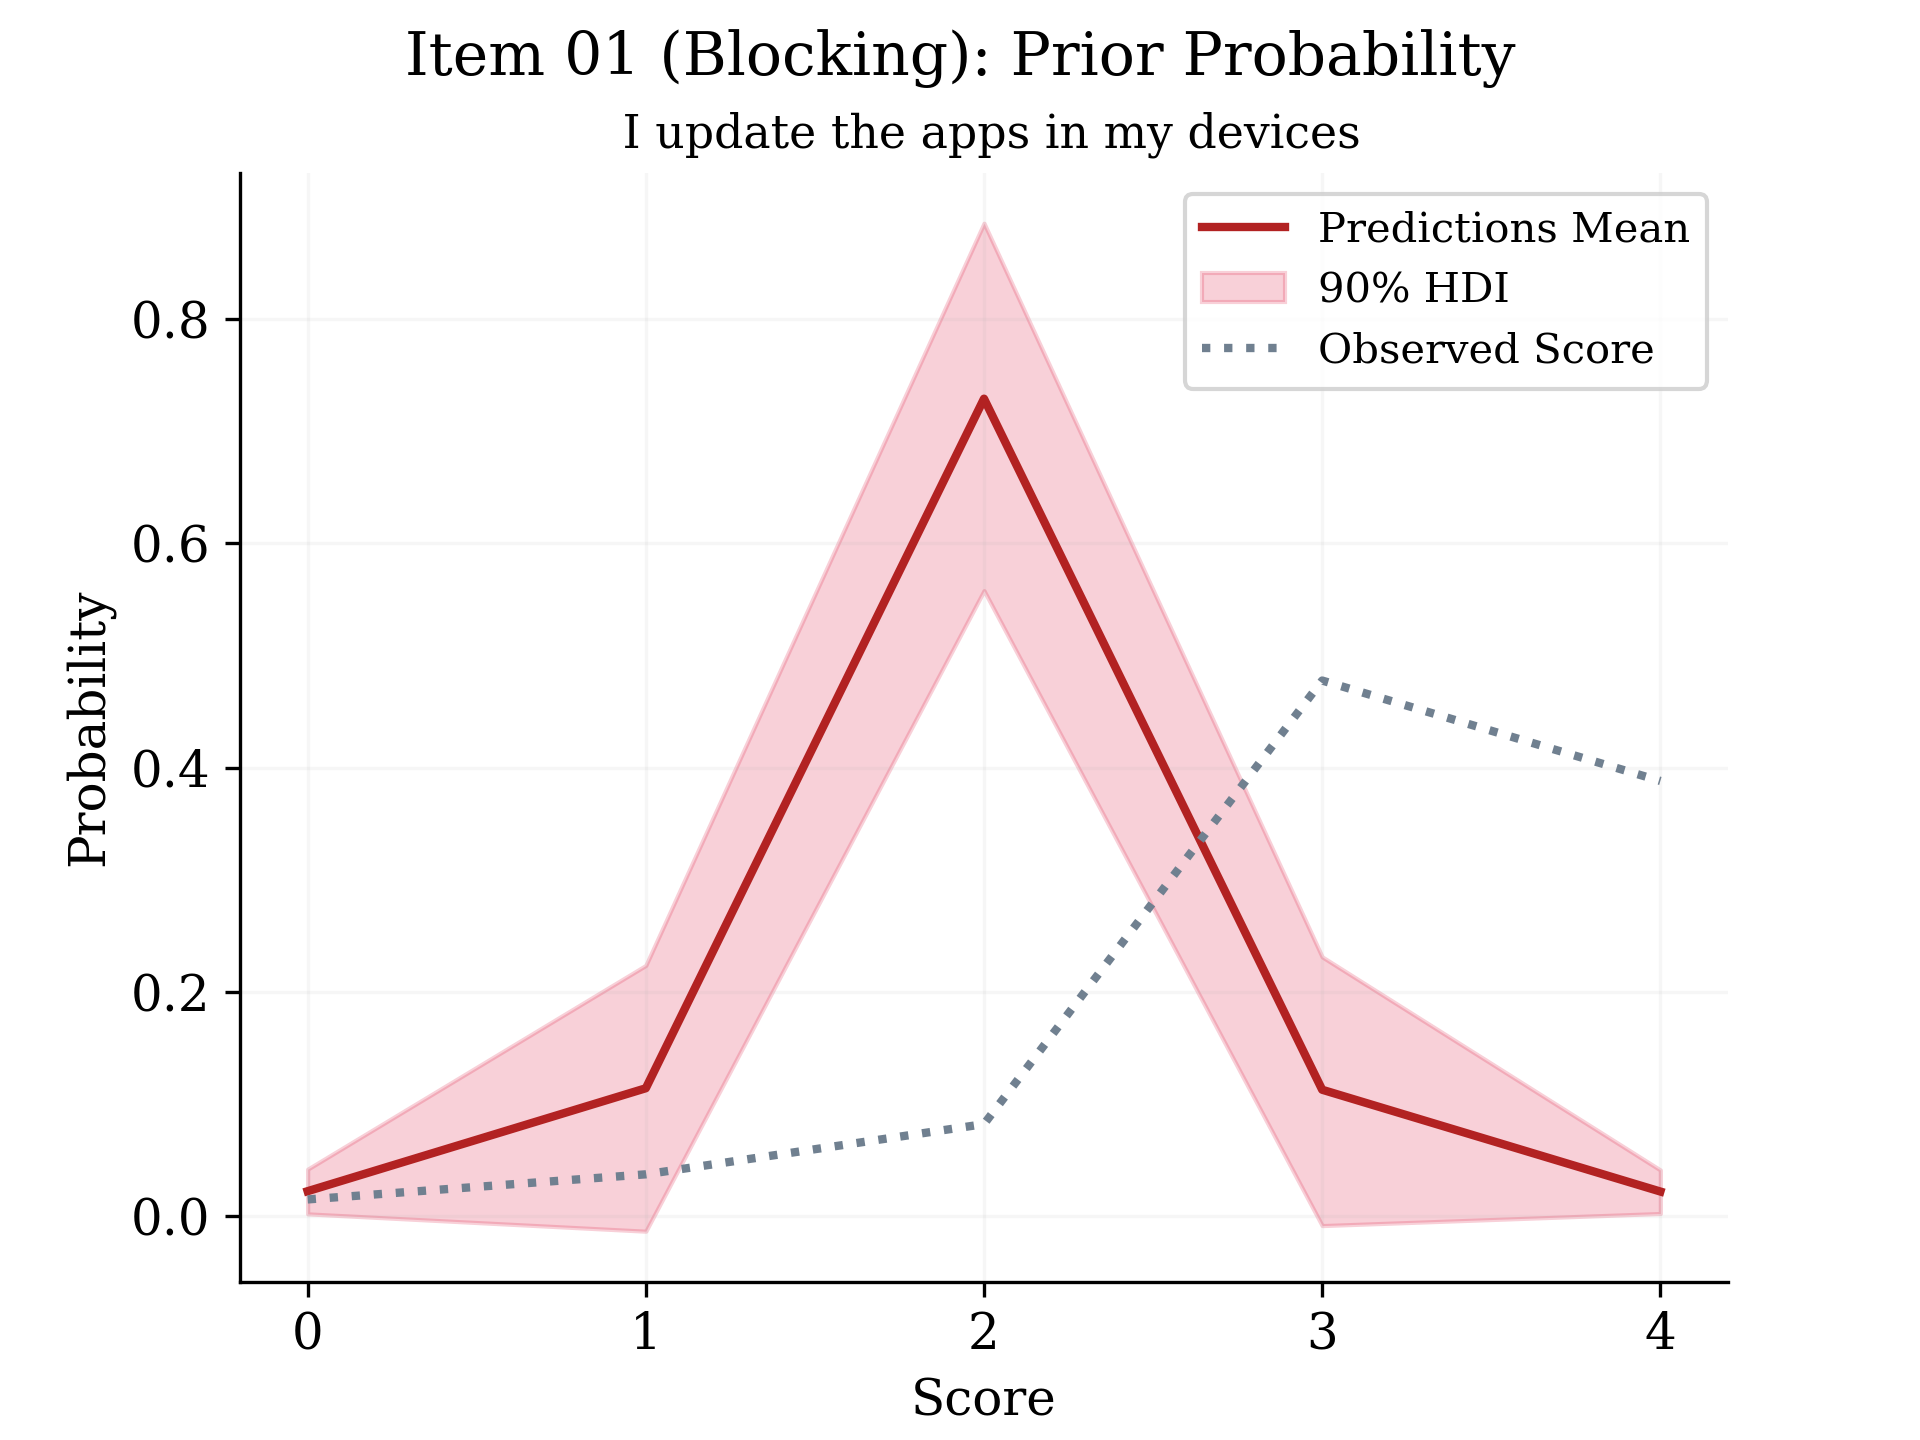 Item 01 (Blocking): Prior Probability
I update the apps in my devices
Predictions Mean
90% HDI
Observed Score
Probability
0.8
0.6
0.4
0.2
0.0
0 1 2 3 4
Score